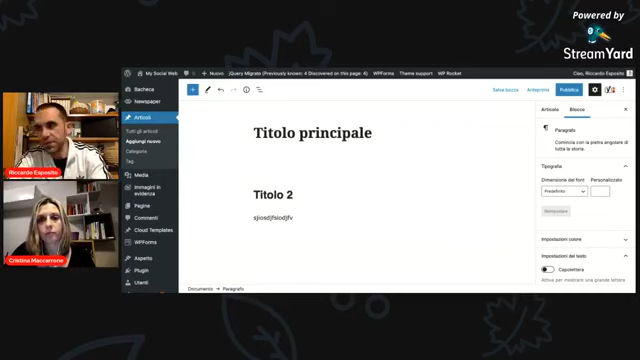 Powered by
StreamYard
My Social Web
Nuovo
jQuery Migrate (Previously known: 4 Discovered on this page: 4)
WPForms
Theme support
WP Rocket
Ciao, Riccardo Esposito
Bacheca
Newspaper
Articoli
Tutti gli articoli
Aggiungi nuovo
Categorie
Tag
Media
Immagini in
evidenza
Pagine
Commenti
Cloud Templates
WPForms
Aspetto
Plugin
Utenti
Salva bozza
Anteprima
Pubblica
Titolo principale
Titolo 2
sjiosdjfsiodjfv
Articolo
Blocco
Paragrafo
Comincia con la pietra angolare
di tutta la storia.
Tipografia
Dimensione del font
Personalizzato
Predefinito
Impostazioni colore
Impostazioni del testo
Capolettera
Attiva per mostrare una grande lettera
Documento → Paragrafo
Riccardo Esposito
Cristina Maccarrone